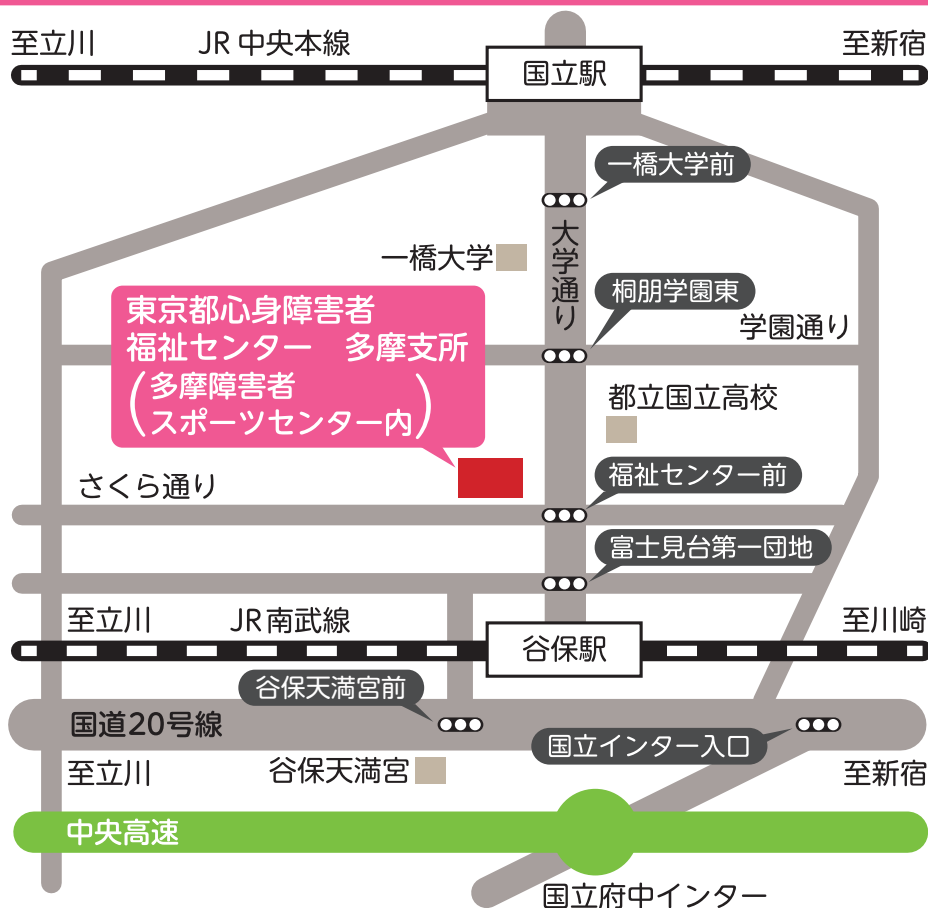 至立川
JR 中央本線
至新宿
国立駅
一橋大学前
大学通り
一橋大学
桐朋学園東
学園通り
東京都心身障害者
福祉センター 多摩支所
(多摩障害者
スポーツセンター内)
都立国立高校
福祉センター前
さくら通り
富士見台第一団地
至立川
JR南武線
至川崎
谷保駅
谷保天満宮前
国道20号線
国立インター入口
至立川
谷保天満宮
至新宿
中央高速
国立府中インター